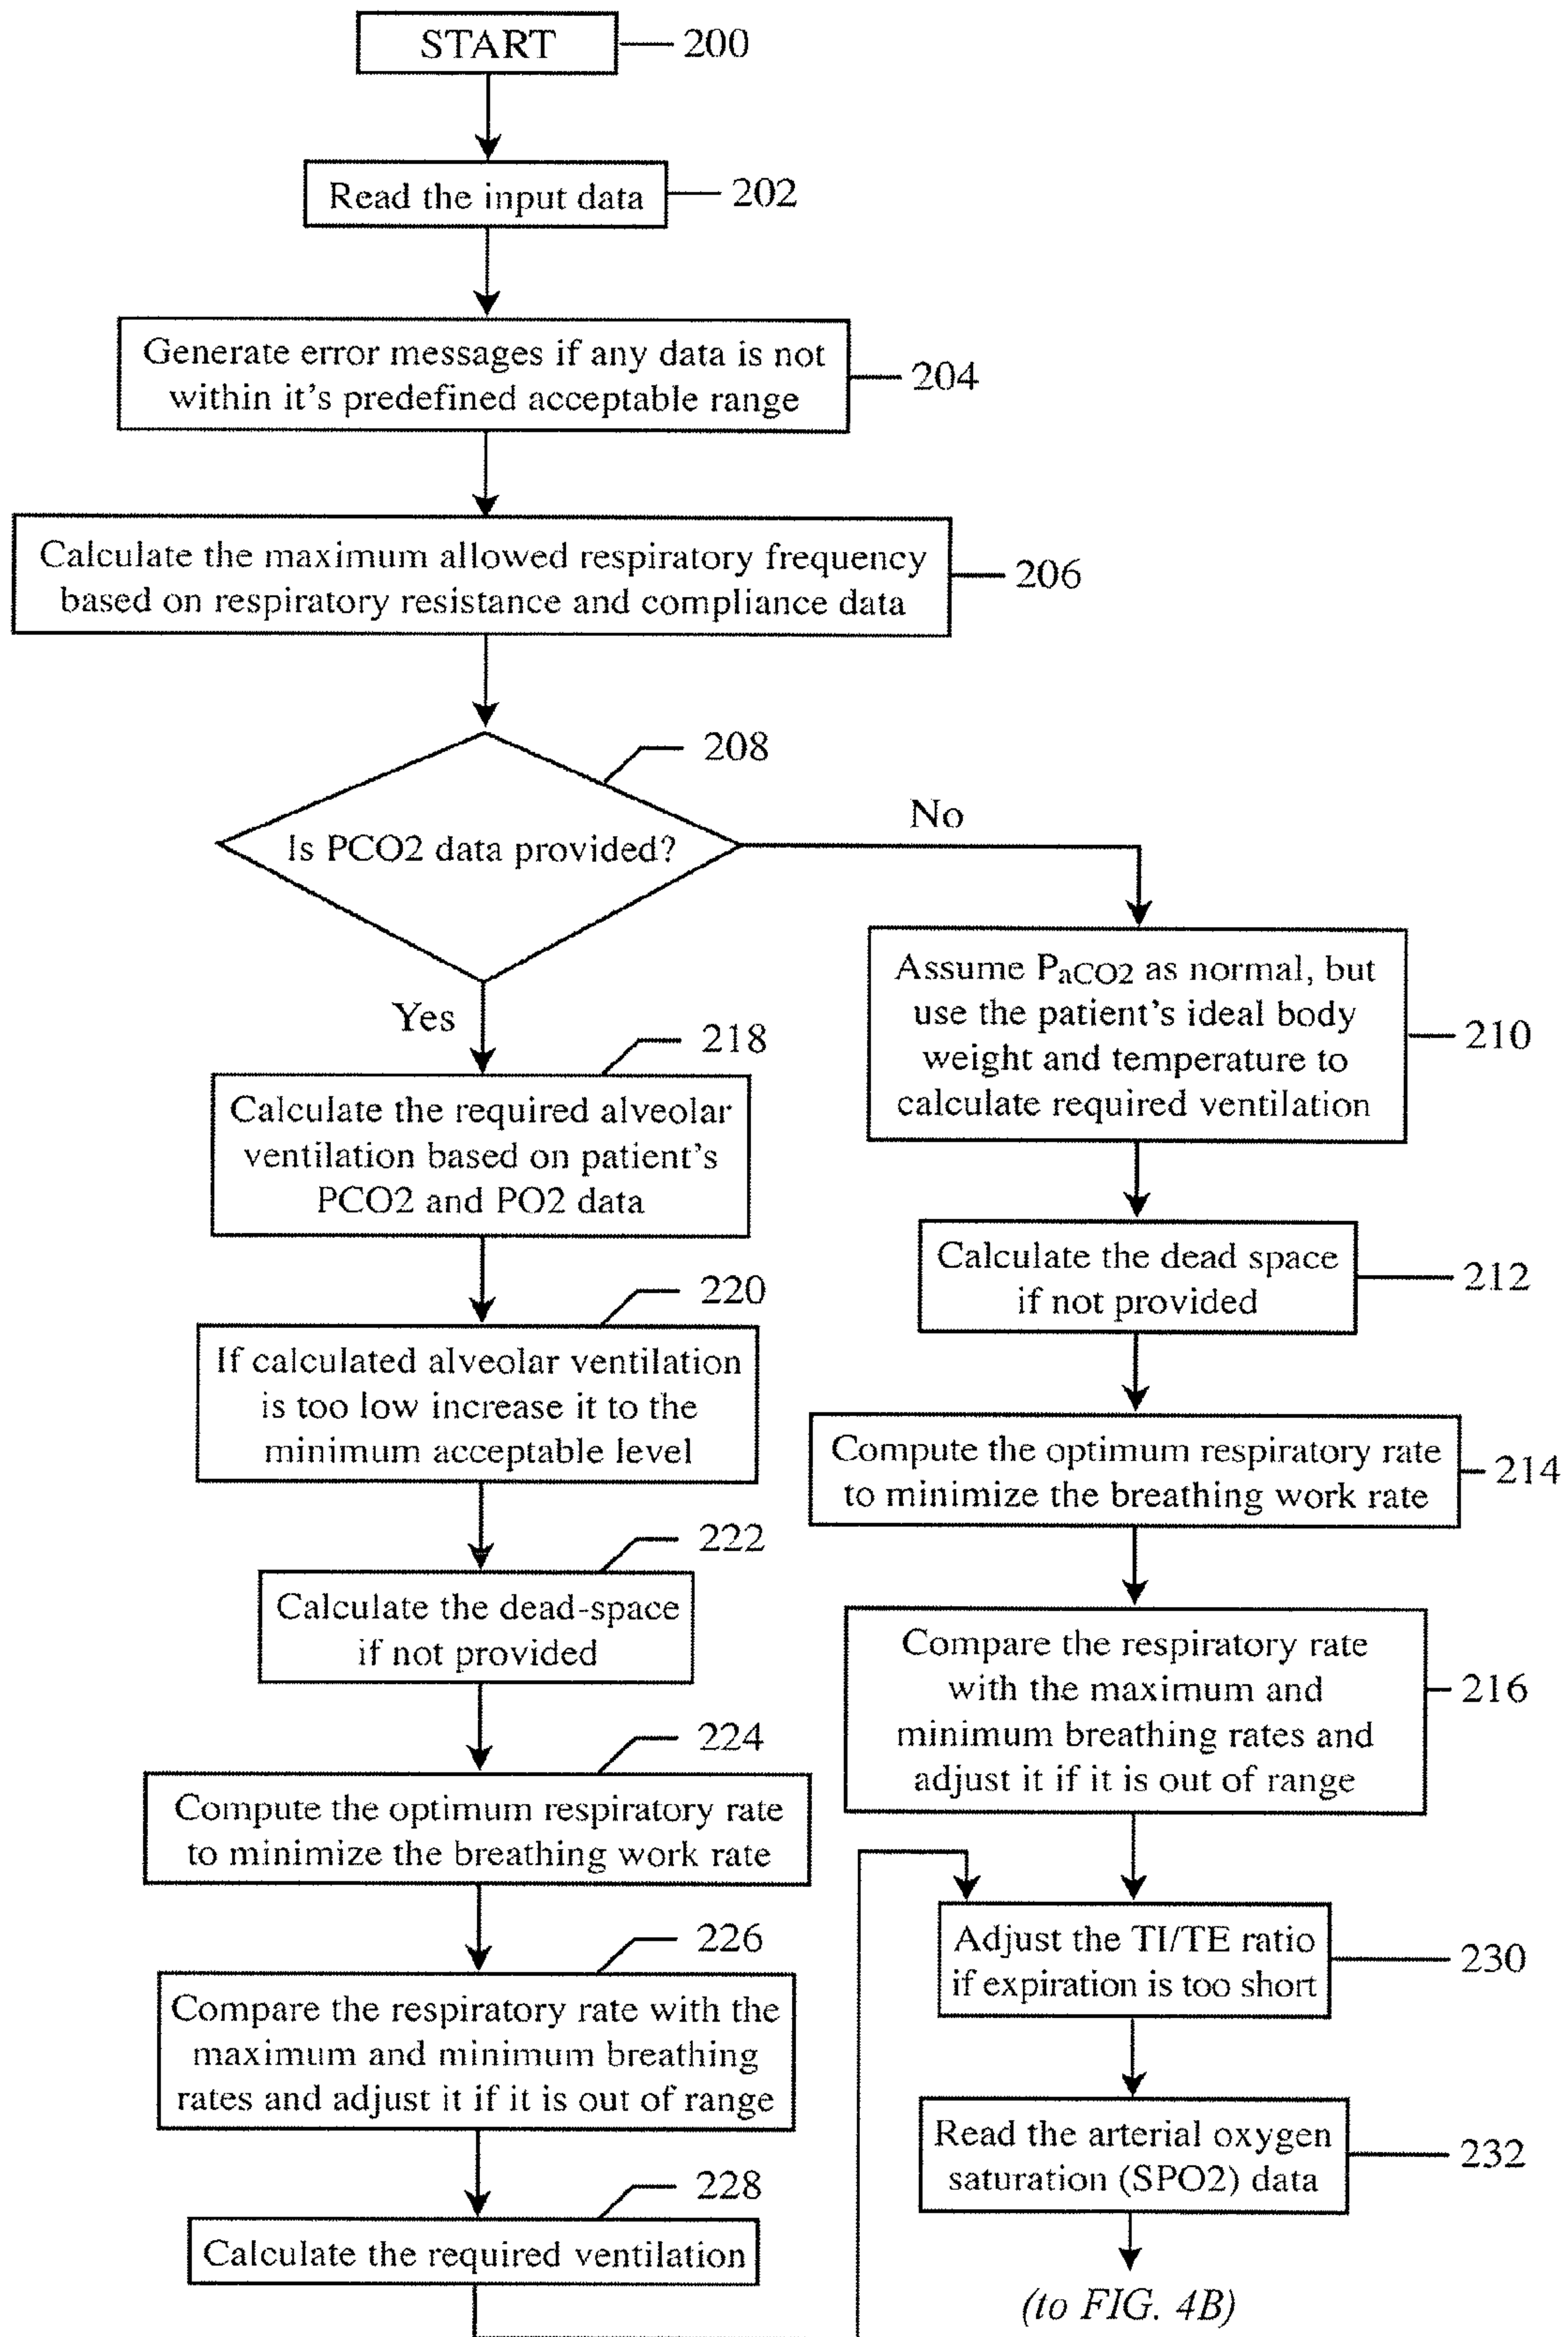 START
200
Read the input data
202
Generate error messages if any data is not
within it's predefined acceptable range
204
Calculate the maximum allowed respiratory frequency
based on respiratory resistance and compliance data
206
208
Is PCO2 data provided?
No
Yes
Assume PaCO2 as normal, but
use the patient's ideal body
weight and temperature to
calculate required ventilation
210
Calculate the dead space
if not provided
212
Compute the optimum respiratory rate
to minimize the breathing work rate
214
Compare the respiratory rate
with the maximum and
minimum breathing rates and
adjust it if it is out of range
216
218
Calculate the required alveolar
ventilation based on patient's
PCO2 and PO2 data
220
If calculated alveolar ventilation
is too low increase it to the
minimum acceptable level
222
Calculate the dead-space
if not provided
224
Compute the optimum respiratory rate
to minimize the breathing work rate
226
Compare the respiratory rate with the
maximum and minimum breathing
rates and adjust it if it is out of range
228
Calculate the required ventilation
Adjust the TI/TE ratio
if expiration is too short
230
Read the arterial oxygen
saturation (SPO2) data
232
(to FIG. 4B)